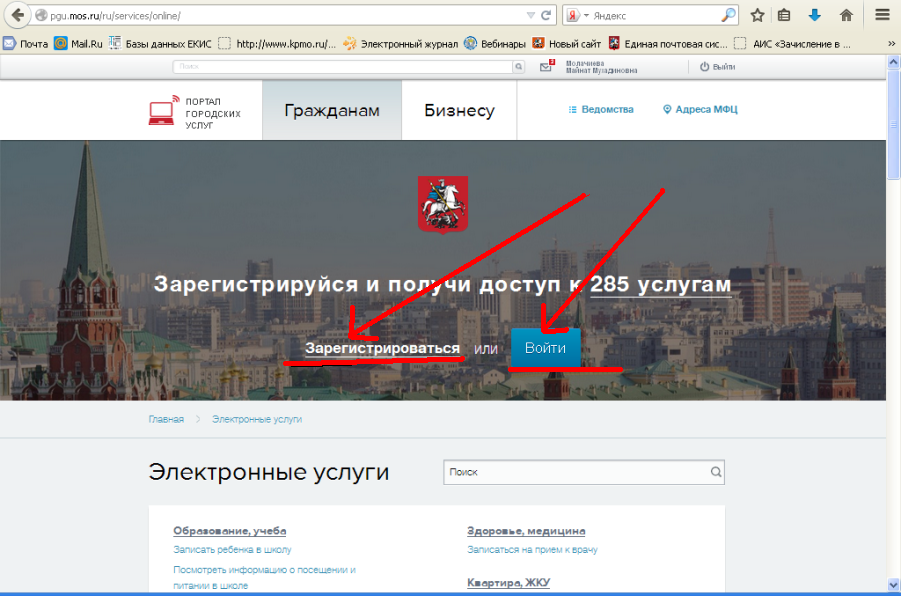 pgu.mos.ru/ru/services/online/
Яндекс
Почта Mail.Ru Базы данных ЕКИС http://www.kpmo.ru/... Электронный журнал Вебинары Новый сайт Единая почтовая сис... АИС «Зачисление в ... »
Поиск
Майнат Мукадиновна
Выйти
ПОРТАЛ
ГОРОДСКИХ
УСЛУГ
Гражданам Бизнесу Ведомства Адреса МФЦ
Зарегистрируйся и получи доступ к 285 услугам
Зарегистрироваться или Войти
Главная > Электронные услуги
Электронные услуги
Поиск
Образование, учеба
Записать ребенка в школу
Посмотреть информацию о посещении и
питании в школе
Здоровье, медицина
Записаться на прием к врачу
Квартира, ЖКУ